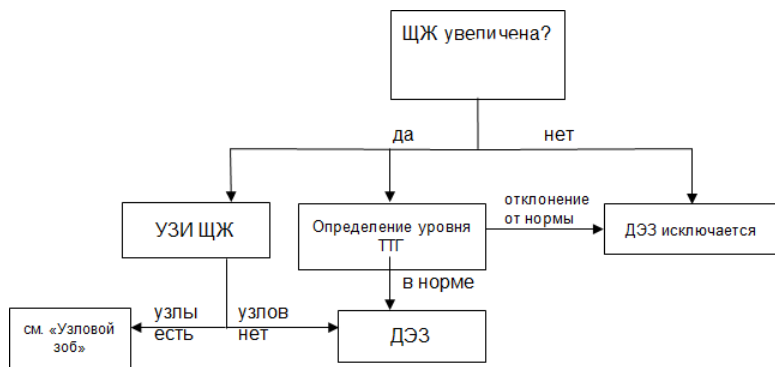 ЩЖ увеличена?
да
нет
УЗИ ЩЖ
Определение уровня
ТТГ
отклонение
от нормы
ДЭЗ исключается
в норме
см. «Узловой
зоб»
узлы
есть
узлов
нет
ДЭЗ